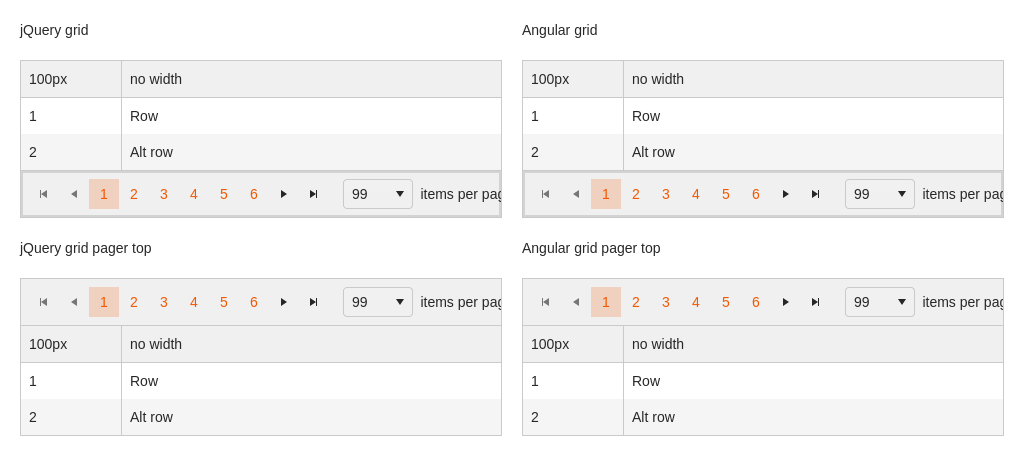 jQuery grid
100px no width
1 Row
2 Alt row
1 2 3 4 5 6 99 items per pag
Angular grid
100px no width
1 Row
2 Alt row
1 2 3 4 5 6 99 items per pag
jQuery grid pager top
1 2 3 4 5 6 99 items per pag
100px no width
1 Row
2 Alt row
Angular grid pager top
1 2 3 4 5 6 99 items per pag
100px no width
1 Row
2 Alt row